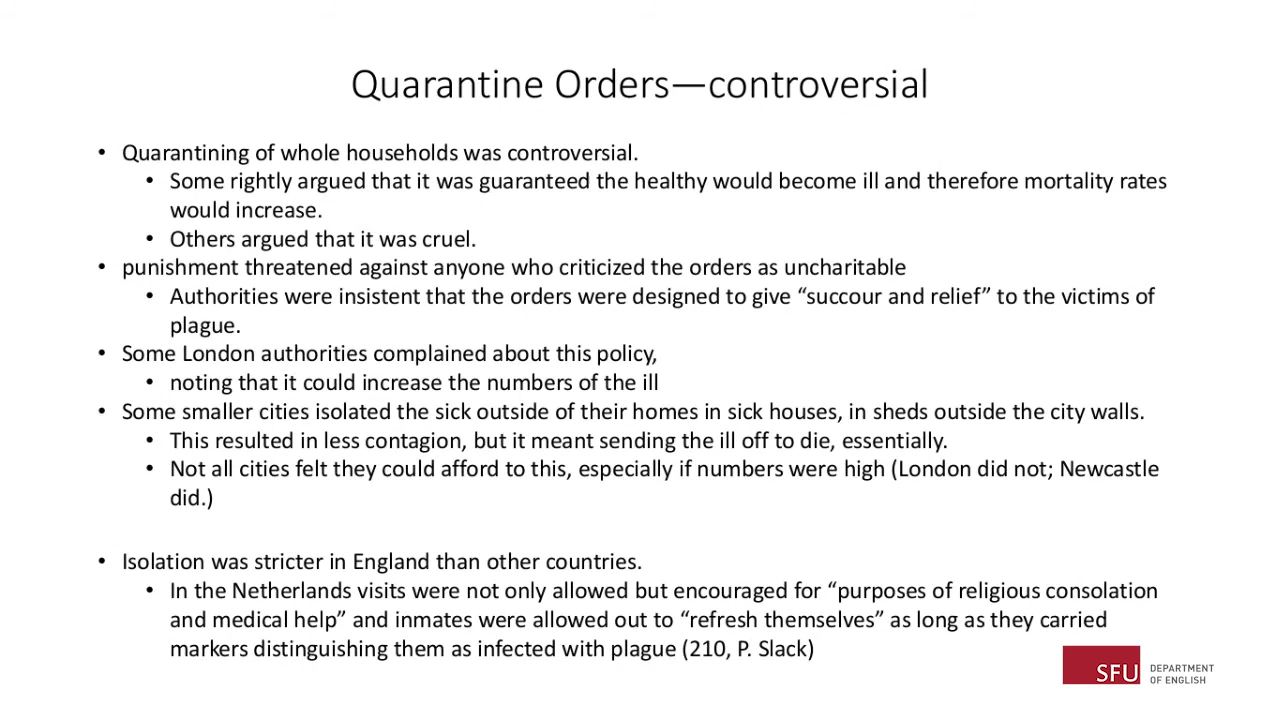 Quarantine Orders—controversial
• Quarantining of whole households was controversial.
• Some rightly argued that it was guaranteed the healthy would become ill and therefore mortality rates
would increase.
• Others argued that it was cruel.
• punishment threatened against anyone who criticized the orders as uncharitable
• Authorities were insistent that the orders were designed to give “succour and relief” to the victims of
plague.
• Some London authorities complained about this policy,
• noting that it could increase the numbers of the ill
• Some smaller cities isolated the sick outside of their homes in sick houses, in sheds outside the city walls.
• This resulted in less contagion, but it meant sending the ill off to die, essentially.
• Not all cities felt they could afford to this, especially if numbers were high (London did not; Newcastle
did.)
• Isolation was stricter in England than other countries.
• In the Netherlands visits were not only allowed but encouraged for “purposes of religious consolation
and medical help” and inmates were allowed out to “refresh themselves” as long as they carried
markers distinguishing them as infected with plague (210, P. Slack)
SFU
DEPARTMENT
OF ENGLISH